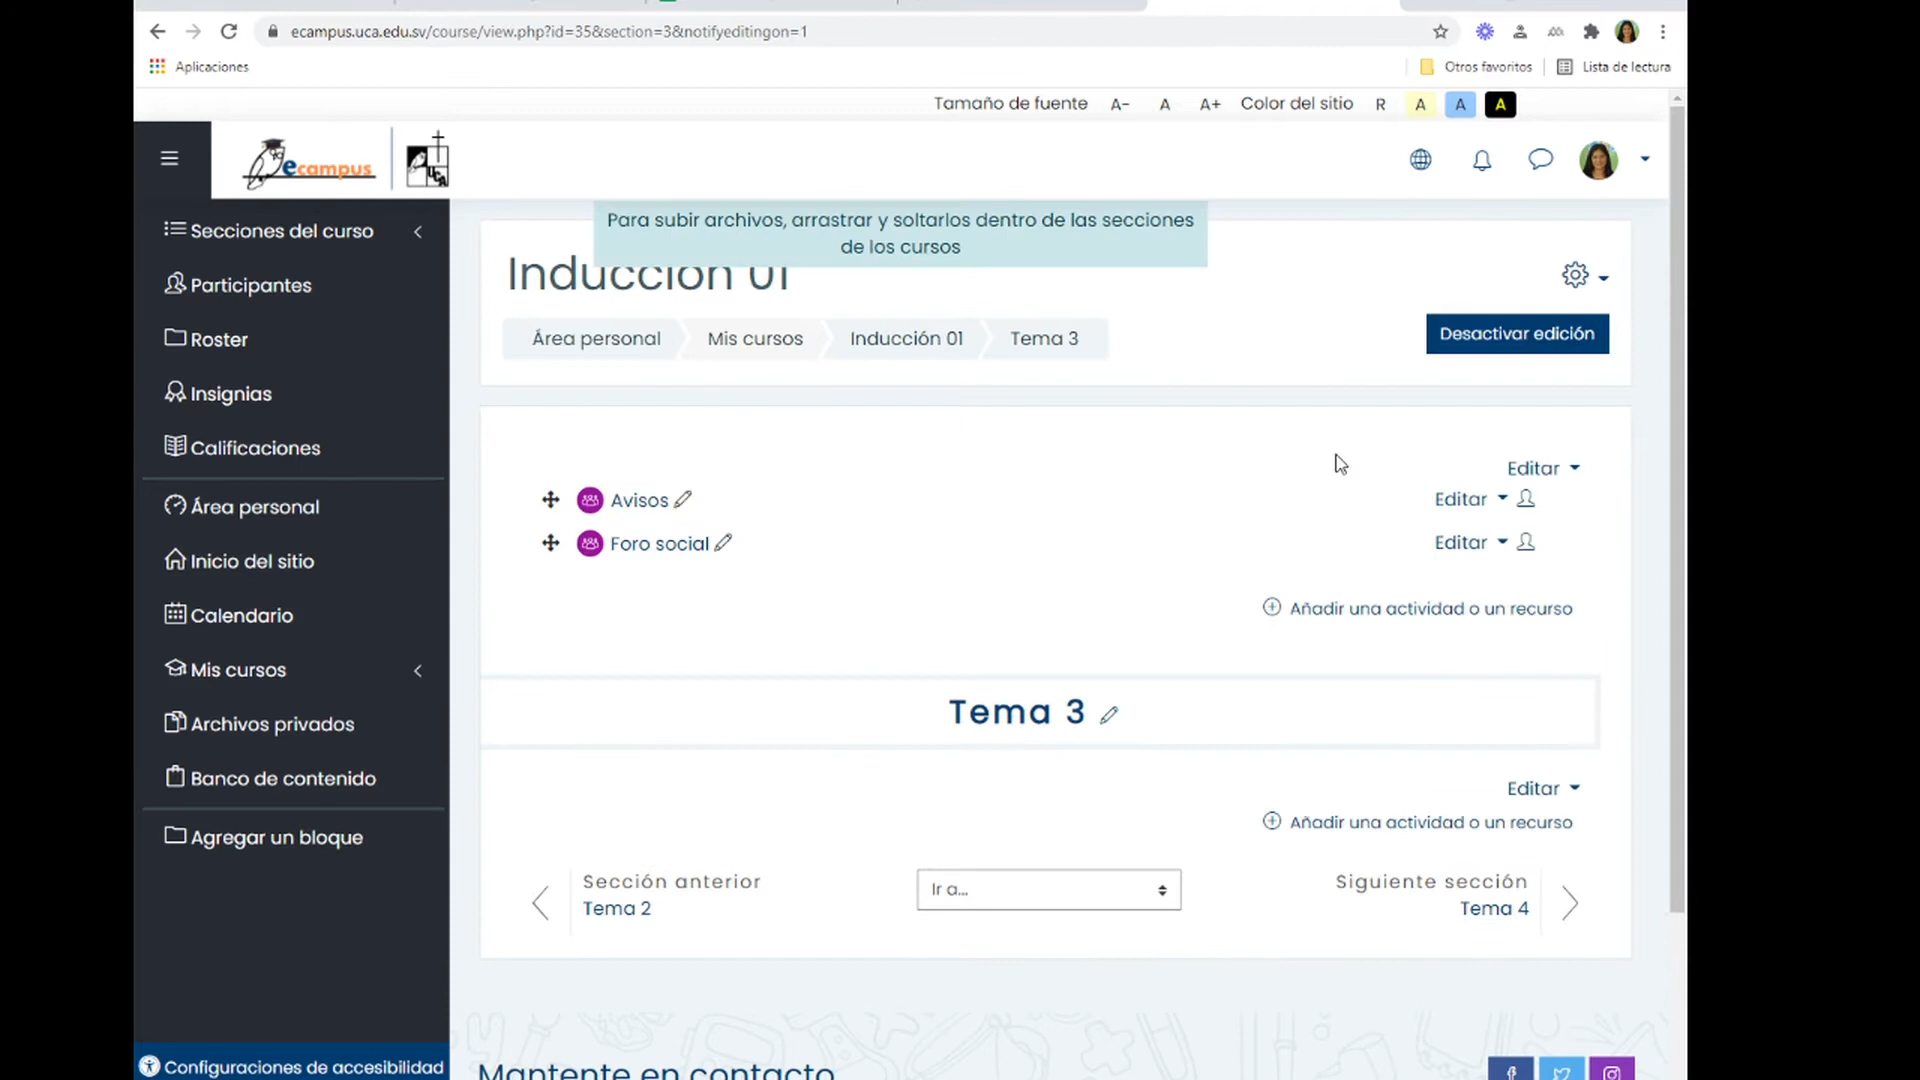 ecampus.uca.edu.sv/course/view.php?id=35&section=3&notifyeditingon=1
Aplicaciones
Otros favoritos
Lista de lectura
Tamaño de fuente A- A A+ Color del sitio R A A A
ecampus
UCA
Para subir archivos, arrastrar y soltarlos dentro de las secciones
de los cursos
Inducción 01
Área personal
Mis cursos
Inducción 01
Tema 3
Desactivar edición
Secciones del curso
Participantes
Roster
Insignias
Calificaciones
Área personal
Inicio del sitio
Calendario
Mis cursos
Archivos privados
Banco de contenido
Agregar un bloque
Configuraciones de accesibilidad
Editar
Avisos
Editar
Foro social
Editar
Añadir una actividad o un recurso
Tema 3
Editar
Añadir una actividad o un recurso
Sección anterior
Tema 2
Ir a...
Siguiente sección
Tema 4
Mantente en contacto